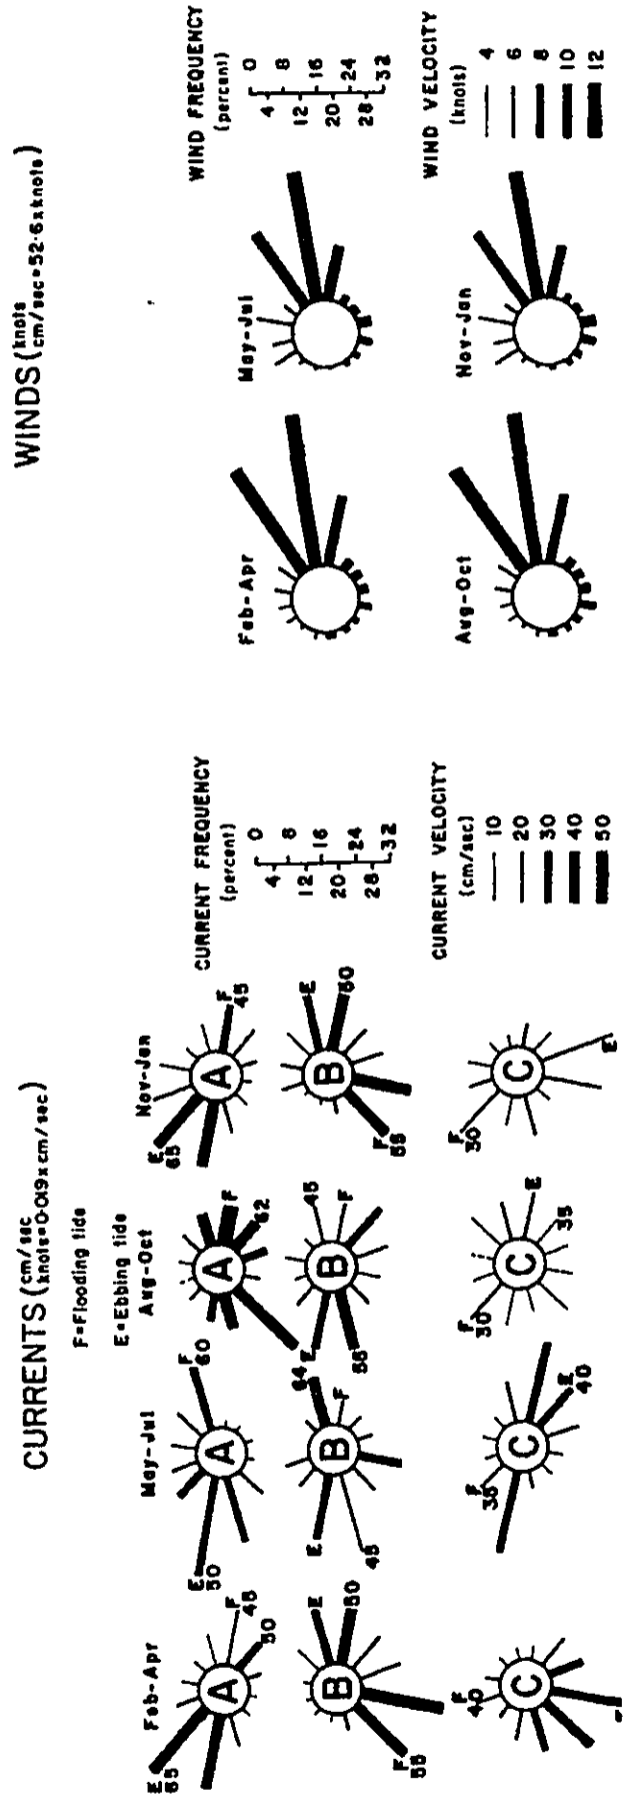 CURRENTS (cm/sec
knots=0.019 x cm/sec)
F=Flooding tide
E=Ebbing tide
Feb-Apr
May-Jul
Aug-Oct
Nov-Jan
A
E
65
F
45
50
A
E
50
F
60
A
F
62
A
E
65
F
45
B
E
50
F
55
B
E
64
F
45
B
E
55
45
F
B
E
50
F
55
C
F
40
C
F
35
E
40
C
F
30
E
35
C
F
30
E
CURRENT FREQUENCY
(percent)
0
4
8
12
16
20
24
28
32
CURRENT VELOCITY
(cm/sec)
10
20
30
40
50
WINDS (knots
cm/sec=52.6 x knots)
Feb-Apr
May-Jul
Aug-Oct
Nov-Jan
WIND FREQUENCY
(percent)
0
4
8
12
16
20
24
28
32
WIND VELOCITY
(knots)
4
6
8
10
12